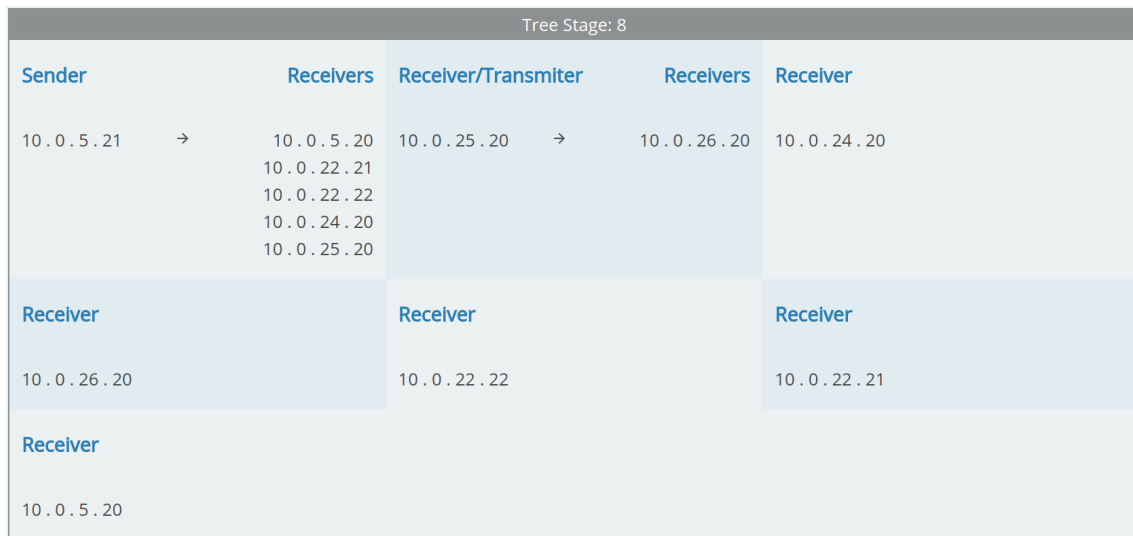 Tree Stage: 8
Sender Receivers Receiver/Transmiter Receivers Receiver
10 . 0 . 5 . 21 → 10 . 0 . 5 . 20 10 . 0 . 25 . 20 → 10 . 0 . 26 . 20 10 . 0 . 24 . 20
10 . 0 . 22 . 21
10 . 0 . 22 . 22
10 . 0 . 24 . 20
10 . 0 . 25 . 20
Receiver Receiver Receiver
10 . 0 . 26 . 20 10 . 0 . 22 . 22 10 . 0 . 22 . 21
Receiver
10 . 0 . 5 . 20